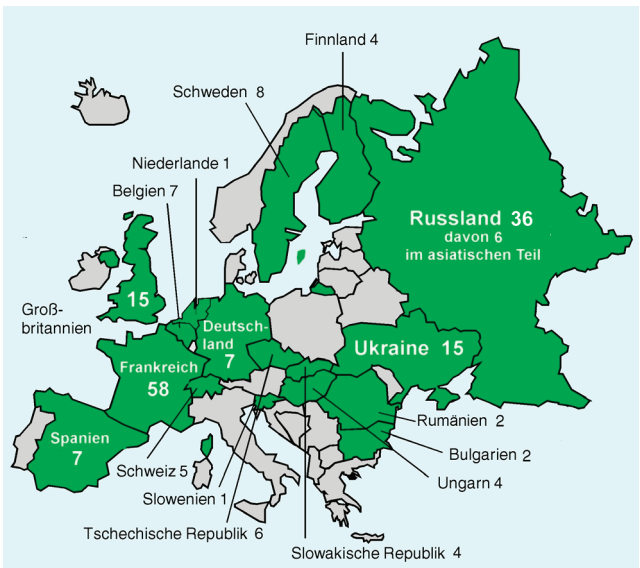 Finnland 4
Schweden 8
Niederlande 1
Belgien 7
Russland 36
davon 6
im asiatischen Teil
Groß-
britannien
15
Deutsch-
land
7
Ukraine 15
Frankreich
58
Spanien
7
Rumänien 2
Bulgarien 2
Ungarn 4
Schweiz 5
Slowenien 1
Tschechische Republik 6
Slowakische Republik 4